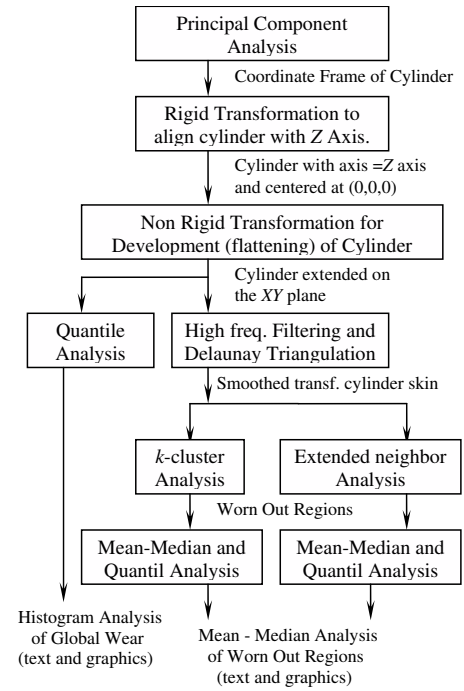 Principal Component
Analysis
Coordinate Frame of Cylinder
Rigid Transformation to
align cylinder with Z Axis.
Cylinder with axis =Z axis
and centered at (0,0,0)
Non Rigid Transformation for
Development (flattening) of Cylinder
Cylinder extended on
the XY plane
Quantile
Analysis
High freq. Filtering and
Delaunay Triangulation
Smoothed transf. cylinder skin
k-cluster
Analysis
Extended neighbor
Analysis
Worn Out Regions
Mean-Median and
Quantil Analysis
Mean-Median and
Quantil Analysis
Histogram Analysis
of Global Wear
(text and graphics)
Mean - Median Analysis
of Worn Out Regions
(text and graphics)